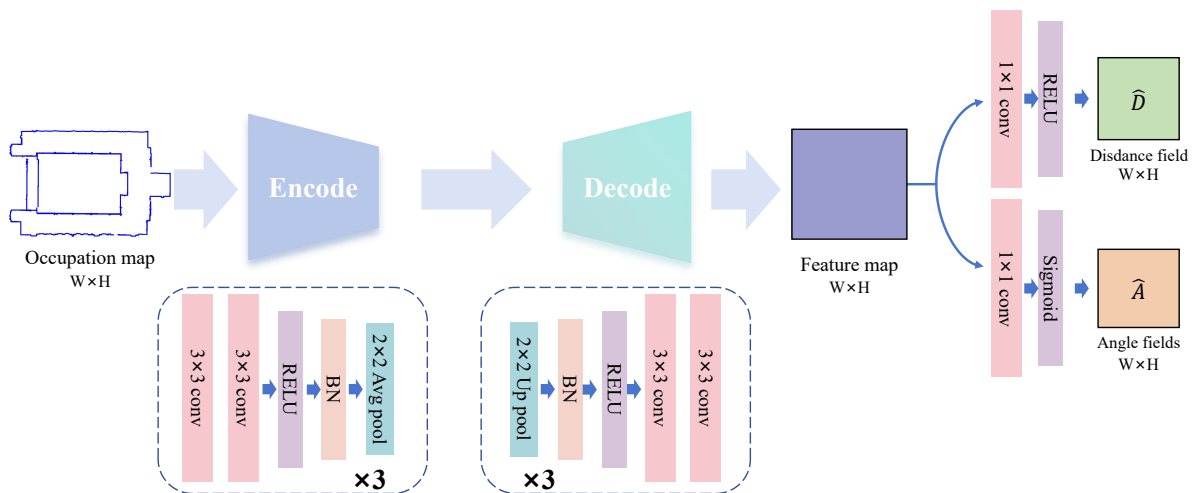 Occupation map
W×H
Encode
3×3 conv
3×3 conv
RELU
BN
2×2 Avg pool
×3
Decode
2×2 Up pool
BN
RELU
3×3 conv
3×3 conv
×3
Feature map
W×H
1×1 conv
RELU
D̂
Disdance field
W×H
1×1 conv
Sigmoid
Â
Angle fields
W×H